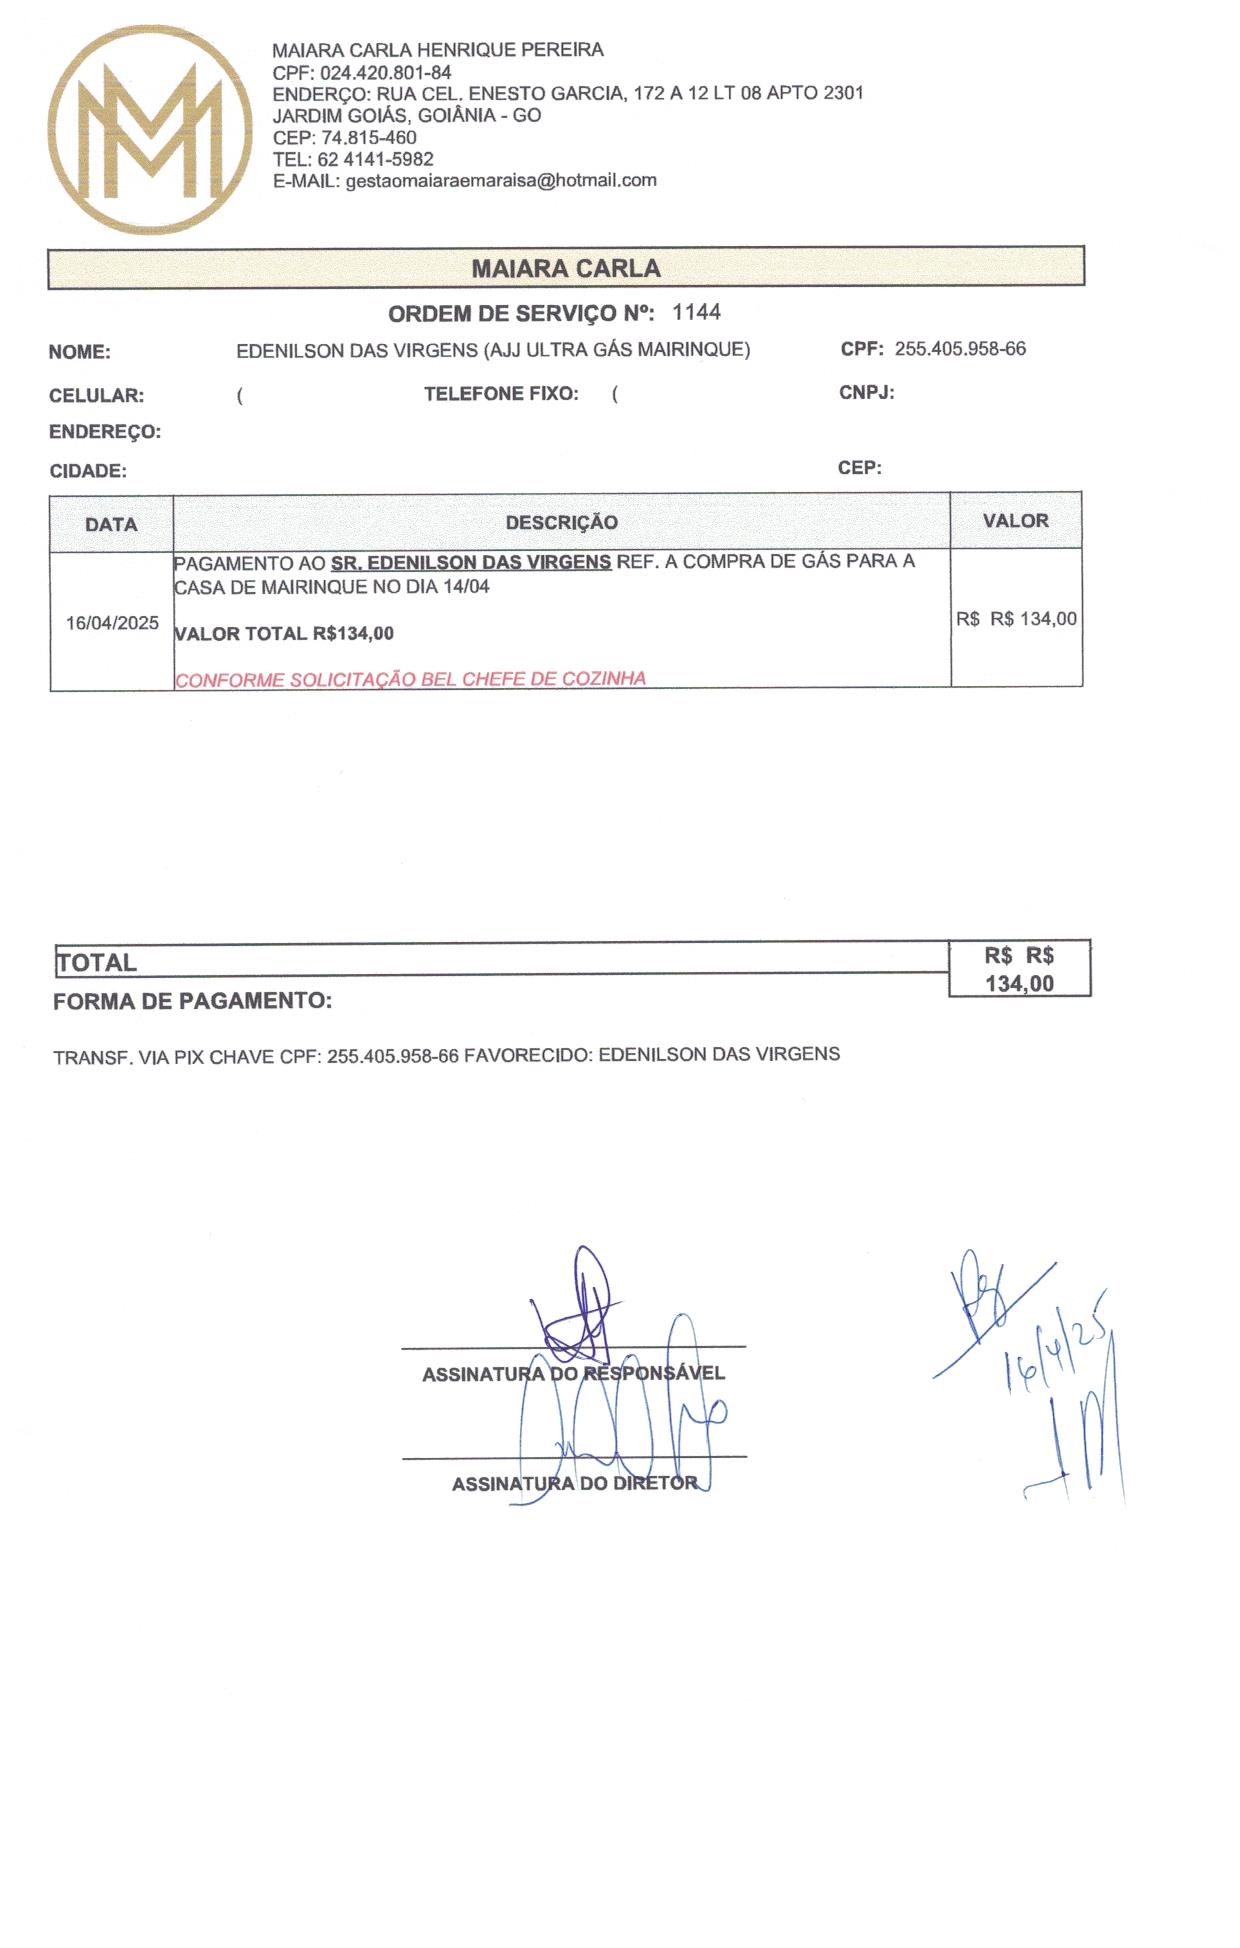 MAIARA CARLA HENRIQUE PEREIRA
CPF: 024.420.801-84
ENDERÇO: RUA CEL. ENESTO GARCIA, 172 A 12 LT 08 APTO 2301
JARDIM GOIÁS, GOIÂNIA - GO
CEP: 74.815-460
TEL: 62 4141-5982
E-MAIL: gestaomaiaraemaraisa@hotmail.com
MAIARA CARLA
ORDEM DE SERVIÇO Nº: 1144
NOME: EDENILSON DAS VIRGENS (AJJ ULTRA GÁS MAIRINQUE) CPF: 255.405.958-66
CELULAR: ( TELEFONE FIXO: ( CNPJ:
ENDEREÇO:
CIDADE: CEP:
DATA DESCRIÇÃO VALOR
PAGAMENTO AO SR. EDENILSON DAS VIRGENS REF. A COMPRA DE GÁS PARA A
CASA DE MAIRINQUE NO DIA 14/04
16/04/2025 R$ R$ 134,00
VALOR TOTAL R$134,00
CONFORME SOLICITAÇÃO BEL CHEFE DE COZINHA
TOTAL R$ R$
134,00
FORMA DE PAGAMENTO:
TRANSF. VIA PIX CHAVE CPF: 255.405.958-66 FAVORECIDO: EDENILSON DAS VIRGENS
16/4/25
ASSINATURA DO RESPONSÁVEL
ASSINATURA DO DIRETOR